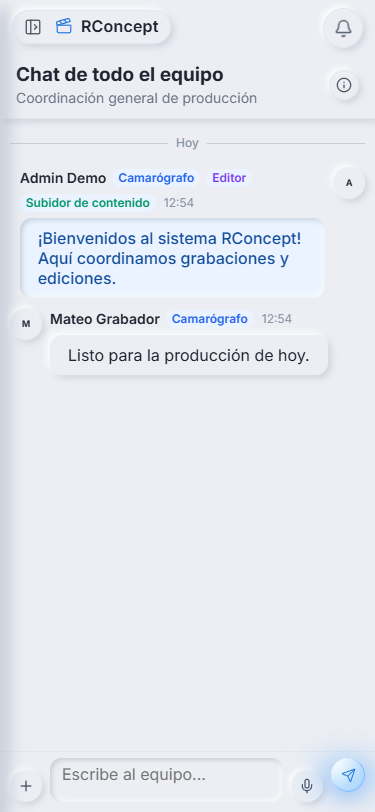 RConcept
Chat de todo el equipo
Coordinación general de producción
Hoy
Admin Demo Camarógrafo Editor
A
Subidor de contenido 12:54
¡Bienvenidos al sistema RConcept!
Aquí coordinamos grabaciones y
ediciones.
M
Mateo Grabador Camarógrafo 12:54
Listo para la producción de hoy.
Escribe al equipo...